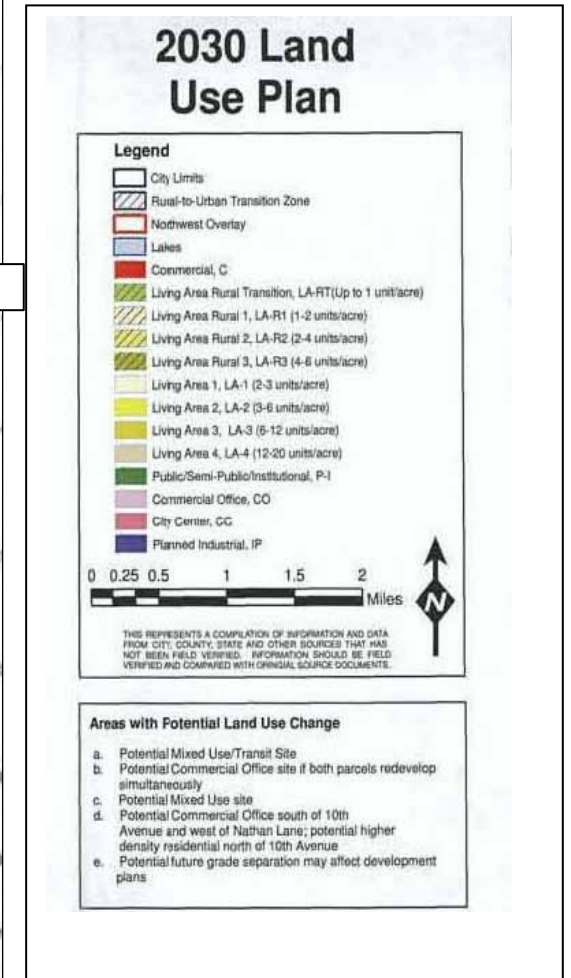 2030 Land
Use Plan
Legend
City Limits
Rural-to-Urban Transition Zone
Northwest Overlay
Lakes
Commercial, C
Living Area Rural Transition, LA-RT(Up to 1 unit/acre)
Living Area Rural 1, LA-R1 (1-2 units/acre)
Living Area Rural 2, LA-R2 (2-4 units/acre)
Living Area Rural 3, LA-R3 (4-6 units/acre)
Living Area 1, LA-1 (2-3 units/acre)
Living Area 2, LA-2 (3-6 units/acre)
Living Area 3, LA-3 (6-12 units/acre)
Living Area 4, LA-4 (12-20 units/acre)
Public/Semi-Public/Institutional, P-I
Commercial Office, CO
City Center, CC
Planned Industrial, IP
0 0.25 0.5 1 1.5 2
Miles
N
THIS REPRESENTS A COMPILATION OF INFORMATION AND DATA
FROM CITY, COUNTY, STATE AND OTHER SOURCES THAT HAS
NOT BEEN FIELD VERIFIED. INFORMATION SHOULD BE FIELD
VERIFIED AND COMPARED WITH ORINGIAL SOURCE DOCUMENTS.
Areas with Potential Land Use Change
a. Potential Mixed Use/Transit Site
b. Potential Commercial Office site if both parcels redevelop
simultaneously
c. Potential Mixed Use site
d. Potential Commercial Office south of 10th
Avenue and west of Nathan Lane; potential higher
density residential north of 10th Avenue
e. Potential future grade separation may affect development
plans